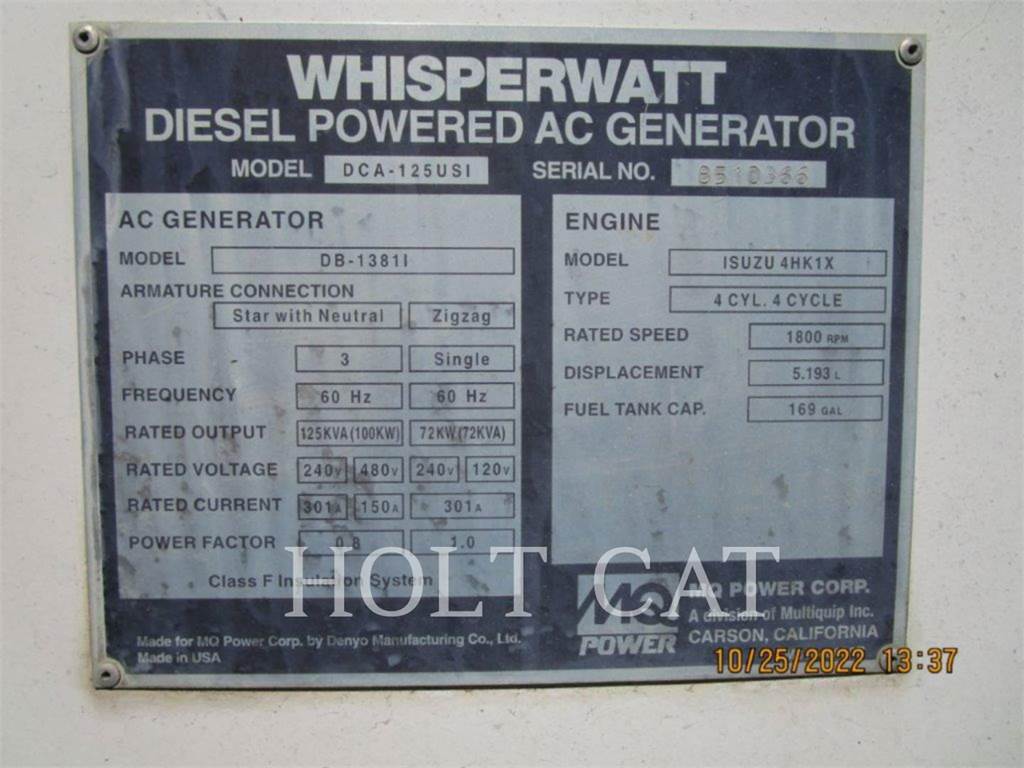 WHISPERWATT
DIESEL POWERED AC GENERATOR
MODEL DCA-125USI SERIAL NO. 8510366
AC GENERATOR
MODEL DB-1381I
ARMATURE CONNECTION
Star with Neutral Zigzag
PHASE 3 Single
FREQUENCY 60 Hz 60 Hz
RATED OUTPUT 125KVA(100KW) 72KW(72KVA)
RATED VOLTAGE 240V 480V 240V 120V
RATED CURRENT 301A 150A 301A
POWER FACTOR 0.8 1.0
Class F Insulation System
ENGINE
MODEL ISUZU 4HK1X
TYPE 4 CYL. 4 CYCLE
RATED SPEED 1800 RPM
DISPLACEMENT 5.193 L
FUEL TANK CAP. 169 GAL
HOLT CAT
Made for MQ Power Corp. by Denyo Manufacturing Co., Ltd.
Made in USA
MQ
POWER
MQ POWER CORP.
A division of Multiquip Inc.
CARSON, CALIFORNIA
10/25/2022 13:37